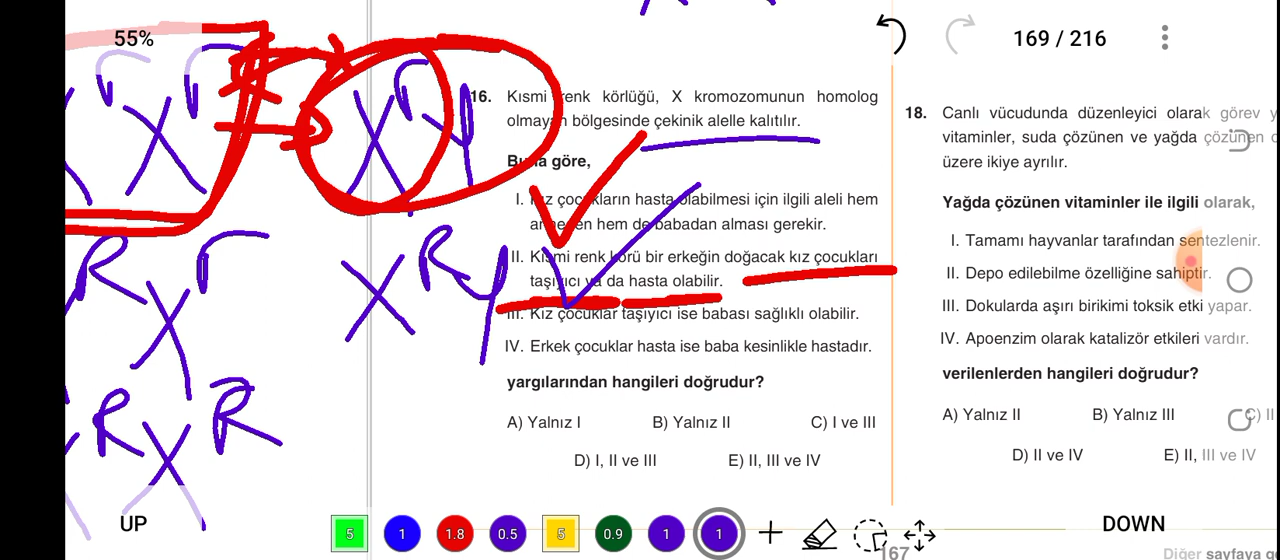 55%
169 / 216
X r X r
X r y
X R X r
X R y
X R X R
16. Kısmi renk körlüğü, X kromozomunun homolog
olmayan bölgesinde çekinik alelle kalıtılır.
Buna göre,
I. Kız çocukların hasta olabilmesi için ilgili aleli hem
anneden hem de babadan alması gerekir.
II. Kısmi renk körü bir erkeğin doğacak kız çocukları
taşıyıcı ya da hasta olabilir.
III. Kız çocuklar taşıyıcı ise babası sağlıklı olabilir.
IV. Erkek çocuklar hasta ise baba kesinlikle hastadır.
yargılarından hangileri doğrudur?
A) Yalnız I B) Yalnız II C) I ve III
D) I, II ve III E) II, III ve IV
18. Canlı vücudunda düzenleyici olarak görev y
vitaminler, suda çözünen ve yağda çözünen o
üzere ikiye ayrılır.
Yağda çözünen vitaminler ile ilgili olarak,
I. Tamamı hayvanlar tarafından sentezlenir.
II. Depo edilebilme özelliğine sahiptir.
III. Dokularda aşırı birikimi toksik etki yapar.
IV. Apoenzim olarak katalizör etkileri vardır.
verilenlerden hangileri doğrudur?
A) Yalnız II B) Yalnız III C) II
D) II ve IV E) II, III ve IV
UP
5 1 1.8 0.5 5 0.9 1 1
DOWN
167
Diğer sayfaya ge